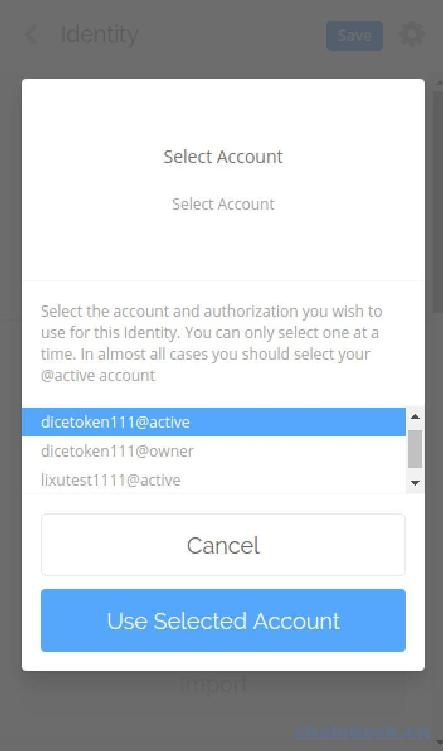 Identity
Save
Select Account
Select Account
Select the account and authorization you wish to
use for this Identity. You can only select one at a
time. In almost all cases you should select your
@active account
dicetoken111@active
dicetoken111@owner
lixutest1111@active
Cancel
Use Selected Account
Import